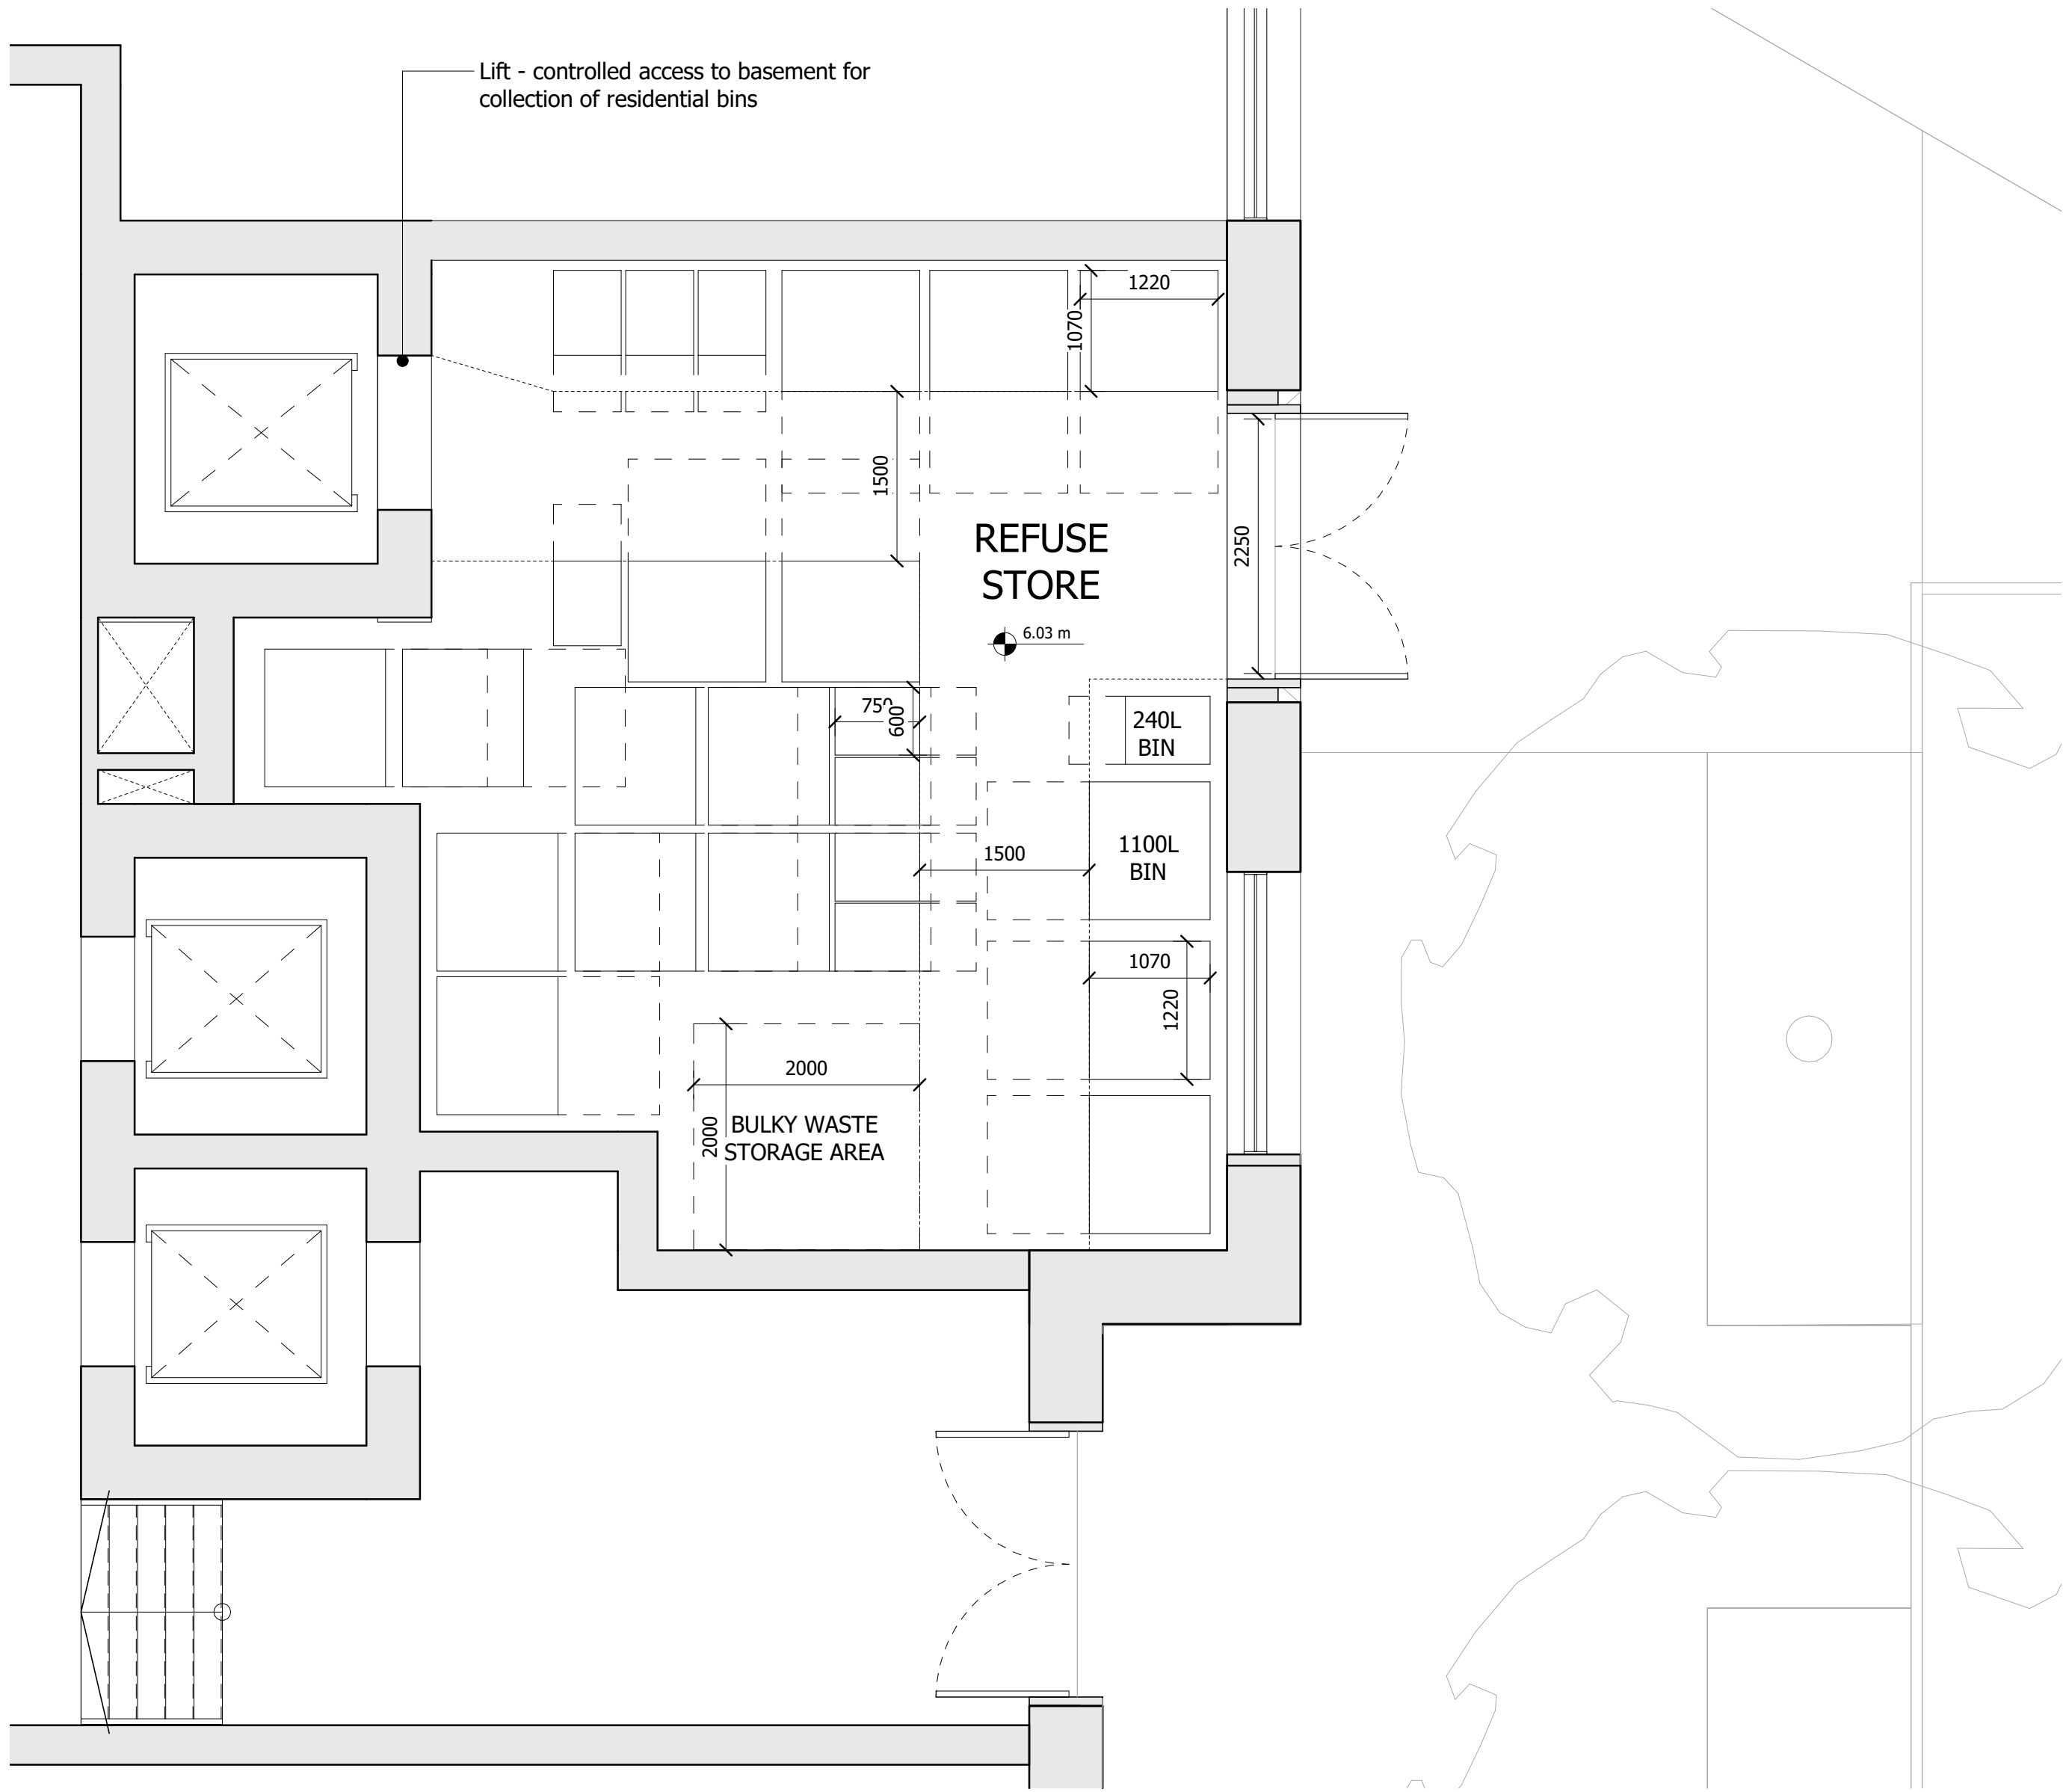 Lift - controlled access to basement for
collection of residential bins
1220
1070
1500
REFUSE
STORE
2250
6.03 m
750
600
240L
BIN
1100L
BIN
1500
1070
1220
2000
2000
BULKY WASTE
STORAGE AREA